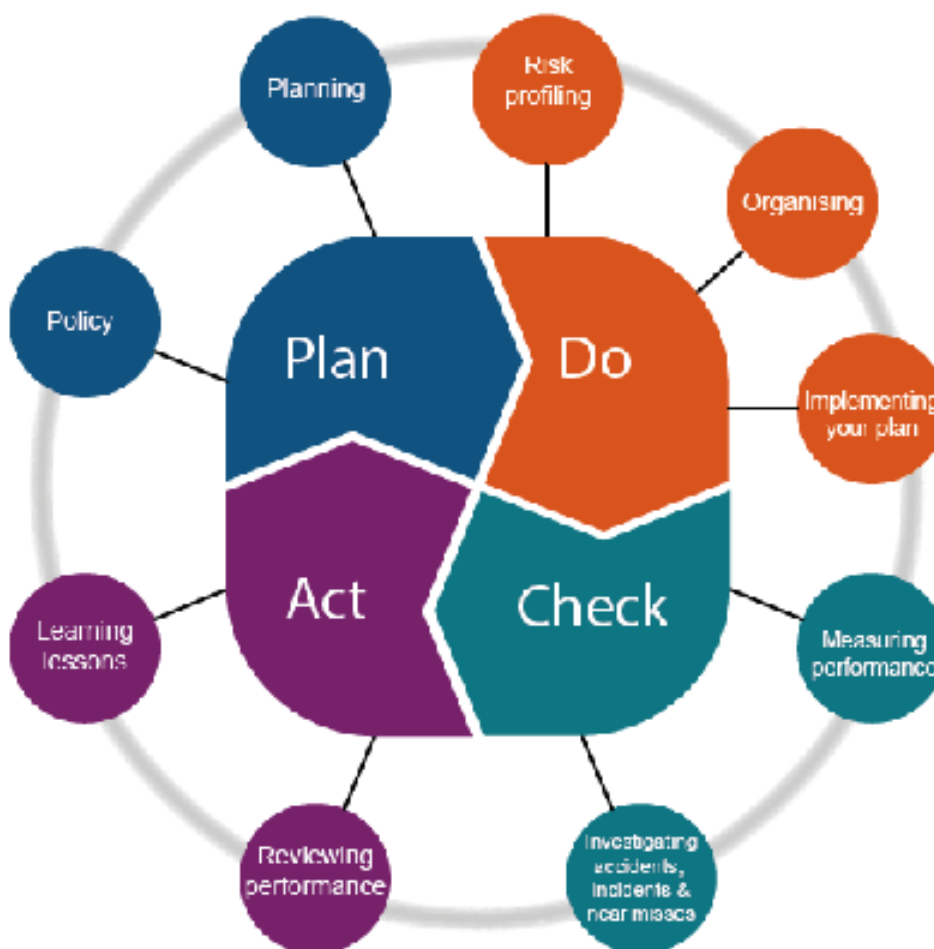 Planning
Risk
profiling
Organising
Policy
Plan
Do
Implementing
your plan
Act
Check
Learning
lessons
Measuring
performance
Reviewing
performance
Investigating
accidents,
incidents &
near misses